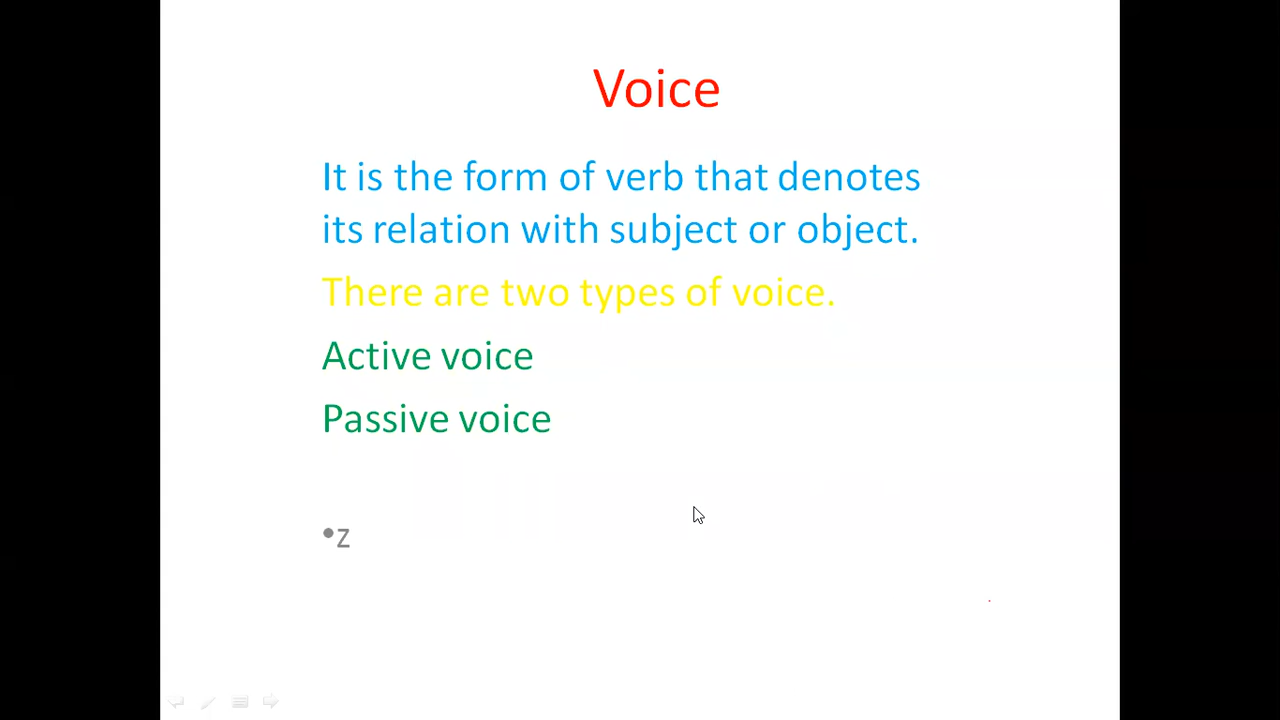 Voice
It is the form of verb that denotes
its relation with subject or object.
There are two types of voice.
Active voice
Passive voice
•z